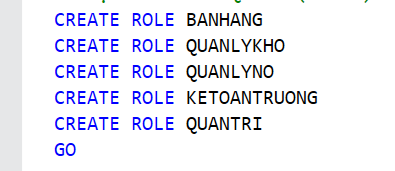 CREATE ROLE BANHANG
CREATE ROLE QUANLYKHO
CREATE ROLE QUANLYNO
CREATE ROLE KETOANTRUONG
CREATE ROLE QUANTRI
GO